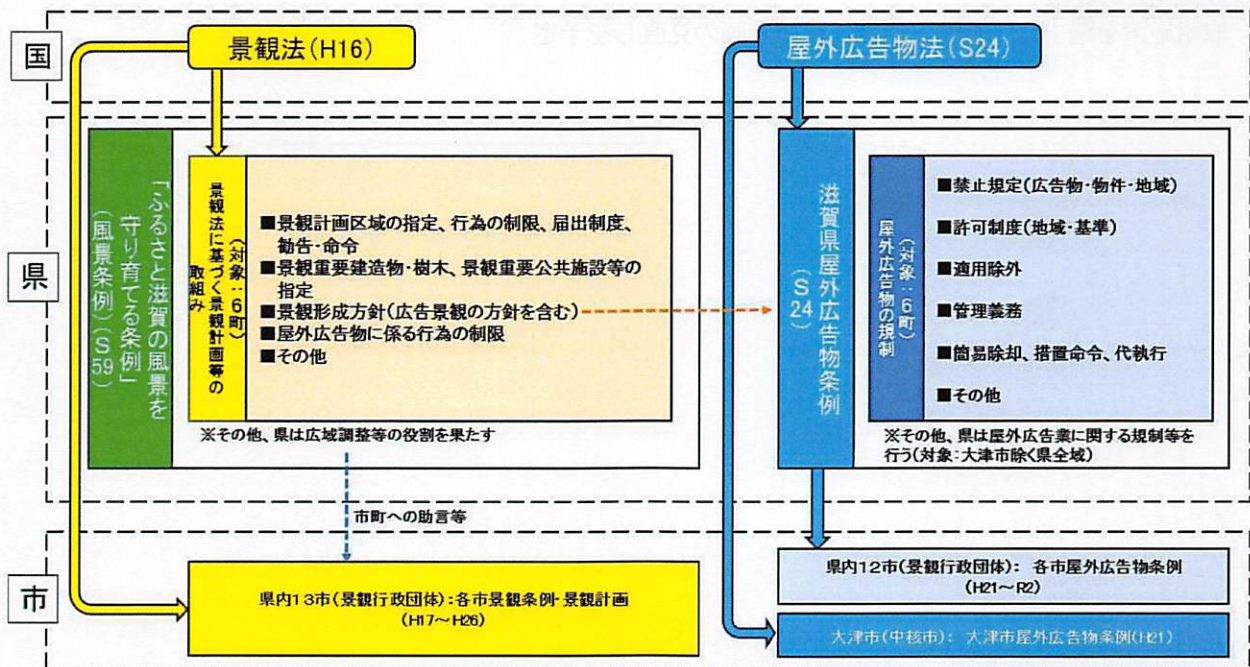 国
景観法(H16)
屋外広告物法(S24)
県
「ふるさと滋賀の風景を
守り育てる条例」
(風景条例)(S59)
景観法に基づく景観計画等の
取組み
(対象:6町)
■景観計画区域の指定、行為の制限、届出制度、
勧告・命令
■景観重要建造物・樹木、景観重要公共施設等の
指定
■景観形成方針(広告景観の方針を含む)
■屋外広告物に係る行為の制限
■その他
※その他、県は広域調整等の役割を果たす
滋賀県屋外広告物条例
(S24)
屋外広告物の規制
(対象:6町)
■禁止規定(広告物・物件・地域)
■許可制度(地域・基準)
■適用除外
■管理義務
■簡易除却、措置命令、代執行
■その他
※その他、県は屋外広告業に関する規制等を
行う(対象:大津市除く県全域)
市町への助言等
市
県内13市(景観行政団体):各市景観条例・景観計画
(H17~H26)
県内12市(景観行政団体): 各市屋外広告物条例
(H21~R2)
大津市(中核市): 大津市屋外広告物条例(H21)